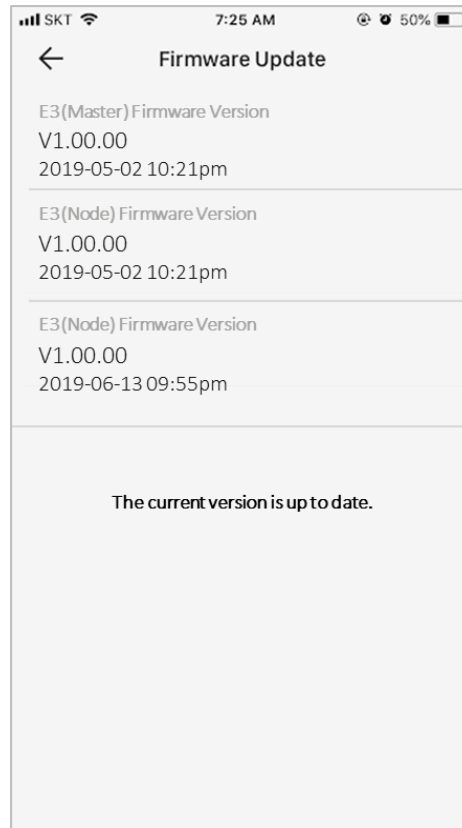 SKT 7:25 AM 50%
Firmware Update
E3(Master) Firmware Version
V1.00.00
2019-05-02 10:21pm
E3(Node) Firmware Version
V1.00.00
2019-05-02 10:21pm
E3(Node) Firmware Version
V1.00.00
2019-06-13 09:55pm
The current version is up to date.